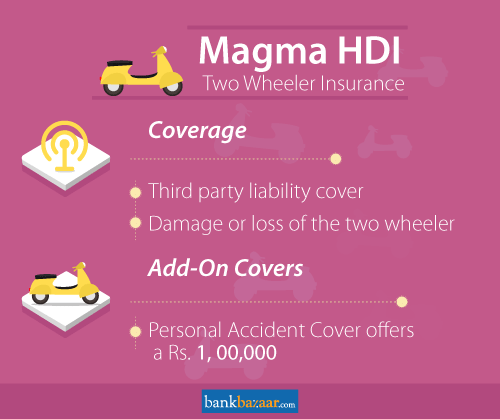 Magma HDI
Two Wheeler Insurance
Coverage
Third party liability cover
Damage or loss of the two wheeler
Add-On Covers
Personal Accident Cover offers
a Rs. 1, 00,000
bankbazaar.com